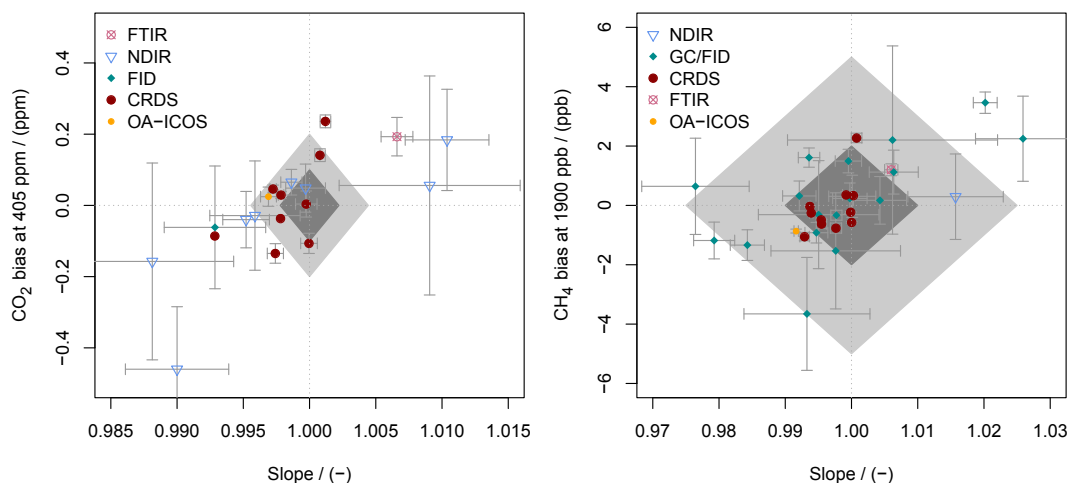 FTIR
NDIR
FID
CRDS
OA−ICOS
CO2 bias at 405 ppm / (ppm)
0.4
0.2
0.0
−0.2
−0.4
0.985 0.990 0.995 1.000 1.005 1.010 1.015
Slope / (−)
NDIR
GC/FID
CRDS
FTIR
OA−ICOS
CH4 bias at 1900 ppb / (ppb)
6
4
2
0
−2
−4
−6
0.97 0.98 0.99 1.00 1.01 1.02 1.03
Slope / (−)